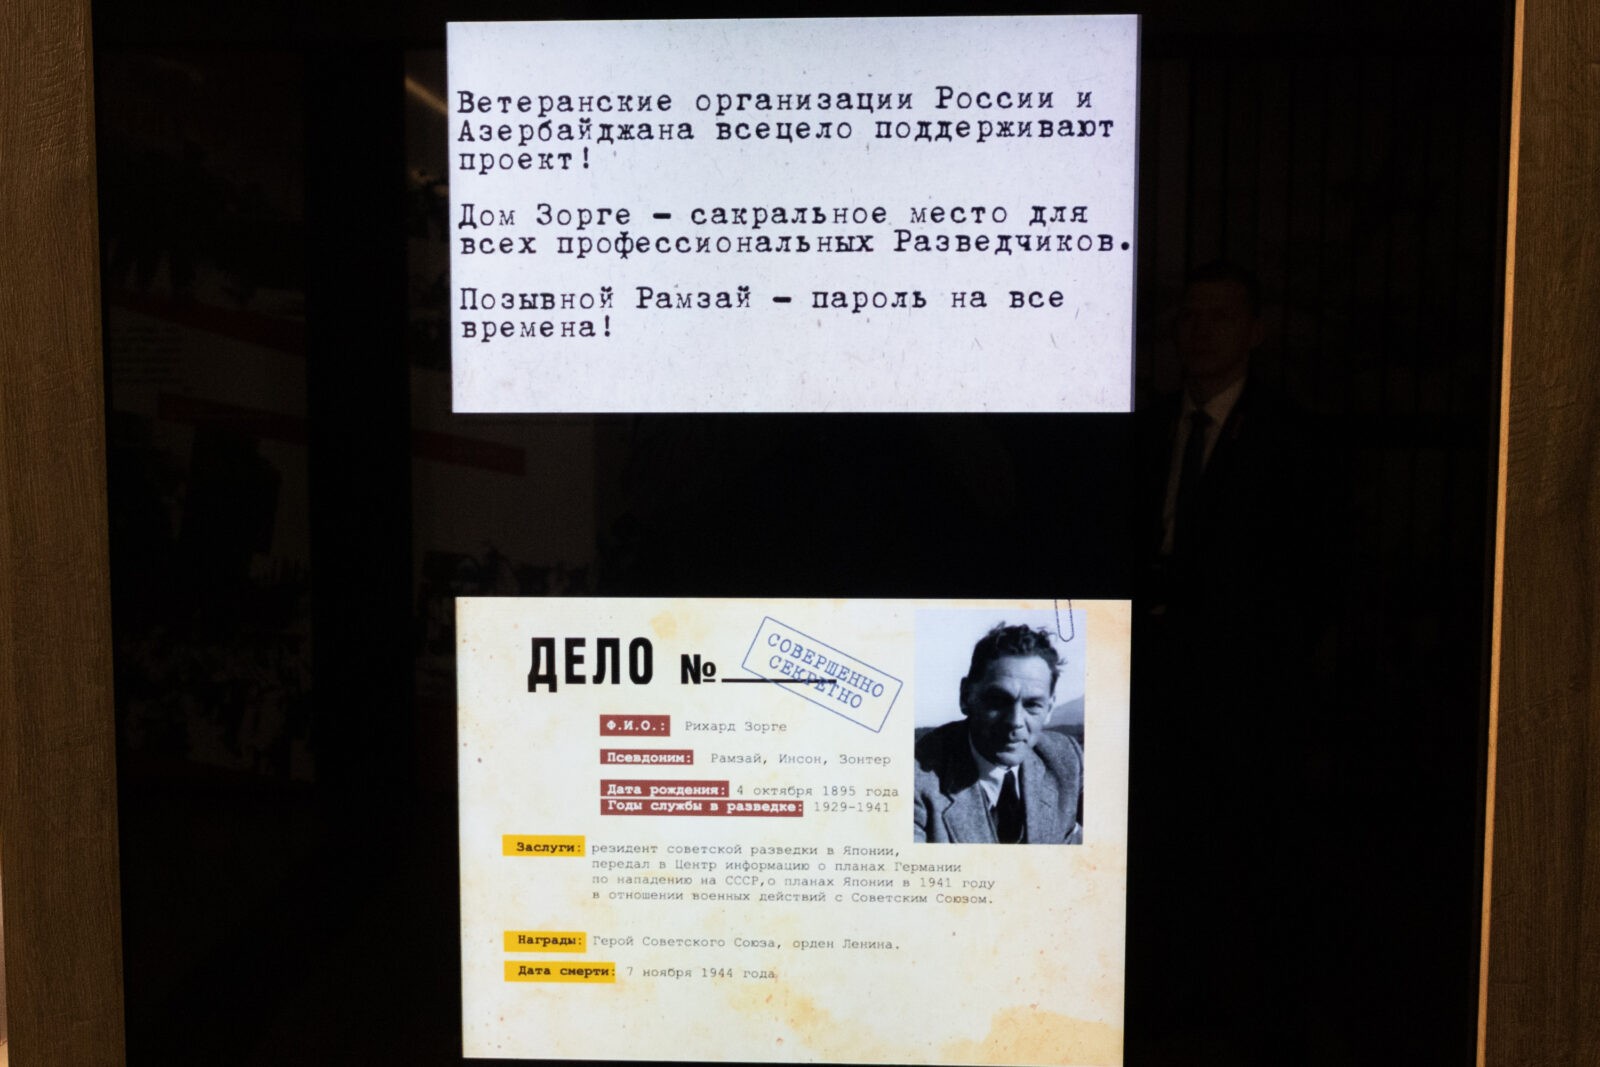 Ветеранские организации России и
Азербайджана всецело поддерживают
проект!
Дом Зорге – сакральное место для
всех профессиональных Разведчиков.
Позывной Рамзай – пароль на все
времена!
ДЕЛО №
СОВЕРШЕННО
СЕКРЕТНО
Ф.И.О.: Рихард Зорге
Псевдоним: Рамзай, Инсон, Зонтер
Дата рождения: 4 октября 1895 года
Годы службы в разведке: 1929-1941
Заслуги: резидент советской разведки в Японии,
передал в Центр информацию о планах Германии
по нападению на СССР,о планах Японии в 1941 году
в отношении военных действий с Советским Союзом.
Награды: Герой Советского Союза, орден Ленина.
Дата смерти: 7 ноября 1944 года